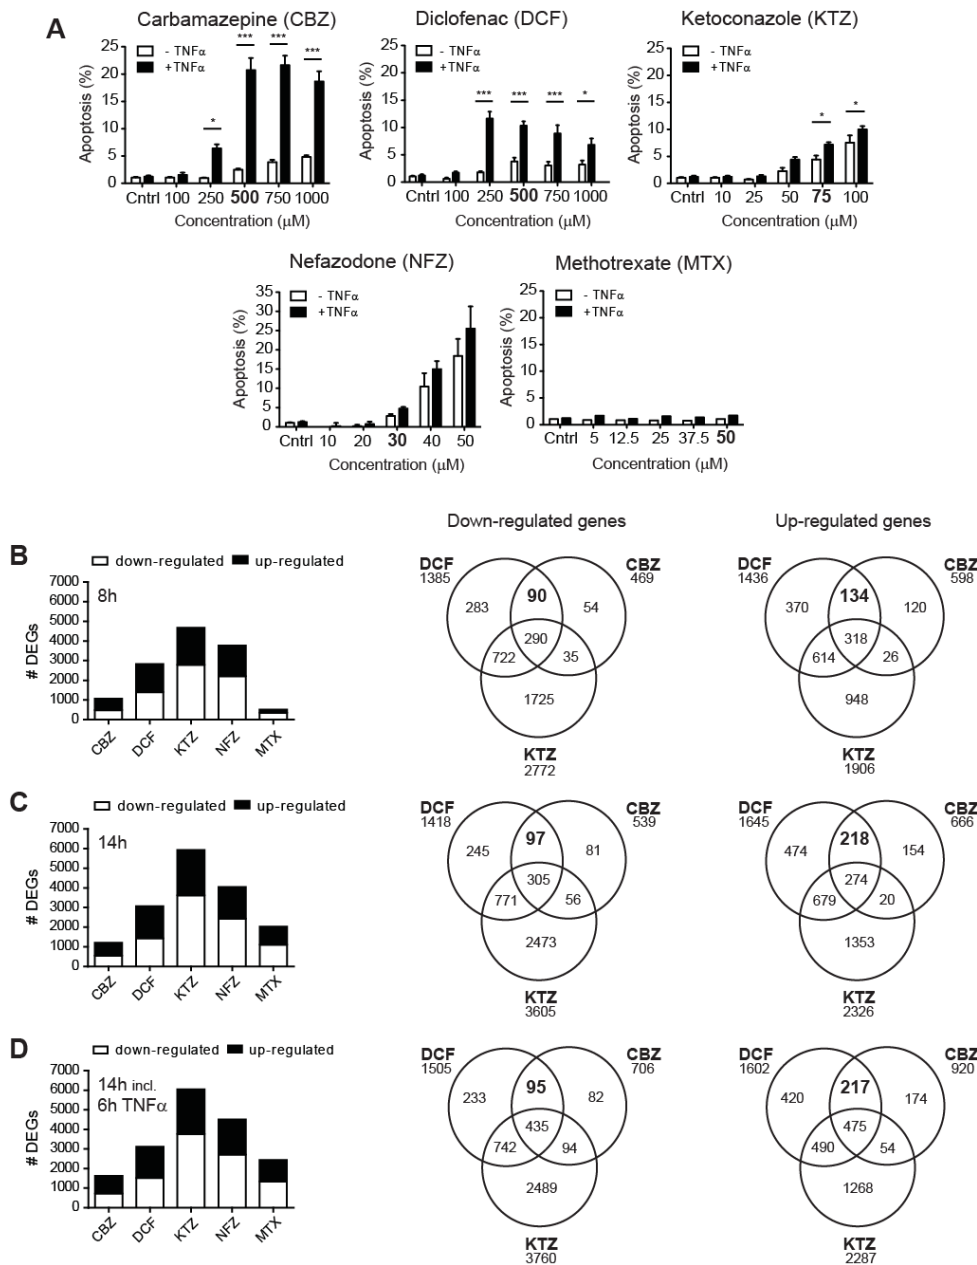 A
Carbamazepine (CBZ)
Diclofenac (DCF)
Ketoconazole (KTZ)
Apoptosis (%)
25
20
15
10
5
0
- TNFα
+TNFα
*
***
***
***
Cntrl 100 250 500 750 1000
Concentration (µM)
Apoptosis (%)
25
20
15
10
5
0
- TNFα
+TNFα
***
***
***
*
Cntrl 100 250 500 750 1000
Concentration (µM)
Apoptosis (%)
25
20
15
10
5
0
- TNFα
+TNFα
*
*
Cntrl 10 25 50 75 100
Concentration (µM)
Nefazodone (NFZ)
Methotrexate (MTX)
Apoptosis (%)
35
30
25
20
15
10
5
0
- TNFα
+TNFα
Cntrl 10 20 30 40 50
Concentration (µM)
Apoptosis (%)
25
20
15
10
5
0
- TNFα
+TNFα
Cntrl 5 12.5 25 37.5 50
Concentration (µM)
Down-regulated genes
Up-regulated genes
B
down-regulated up-regulated
8h
# DEGs
7000
6000
5000
4000
3000
2000
1000
0
CBZ DCF KTZ NFZ MTX
DCF
1385
CBZ
469
283 90 54
290
722 35
1725
KTZ
2772
DCF
1436
CBZ
598
370 134 120
318
614 26
948
KTZ
1906
C
down-regulated up-regulated
14h
# DEGs
7000
6000
5000
4000
3000
2000
1000
0
CBZ DCF KTZ NFZ MTX
DCF
1418
CBZ
539
245 97 81
305
771 56
2473
KTZ
3605
DCF
1645
CBZ
666
474 218 154
274
679 20
1353
KTZ
2326
D
down-regulated up-regulated
14h incl.
6h TNFα
# DEGs
7000
6000
5000
4000
3000
2000
1000
0
CBZ DCF KTZ NFZ MTX
DCF
1505
CBZ
706
233 95 82
435
742 94
2489
KTZ
3760
DCF
1602
CBZ
920
420 217 174
475
490 54
1268
KTZ
2287